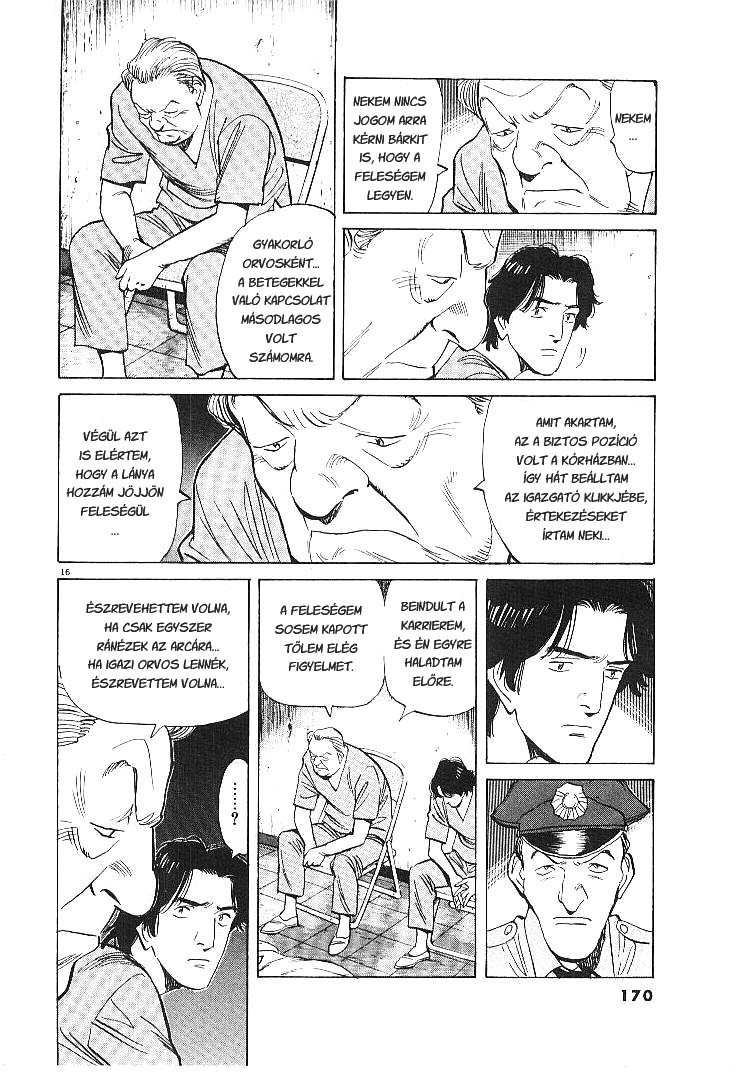 NEKEM
...
NEKEM NINCS
JOGOM ARRA
KÉRNI BÁRKIT
IS, HOGY A
FELESÉGEM
LEGYEN.
GYAKORLÓ
ORVOSKÉNT...
A BETEGEKKEL
VALÓ KAPCSOLAT
MÁSODLAGOS
VOLT
SZÁMOMRA.
AMIT AKARTAM,
AZ A BIZTOS POZÍCIÓ
VOLT A KÓRHÁZBAN...
ÍGY HÁT BEÁLLTAM
AZ IGAZGATÓ KLIKKJÉBE,
ÉRTEKEZÉSEKET
ÍRTAM NEKI...
VÉGÜL AZT
IS ELÉRTEM,
HOGY A LÁNYA
HOZZÁM JÖJJÖN
FELESÉGÜL
...
16
BEINDULT A
KARRIEREM,
ÉS ÉN EGYRE
HALADTAM
ELŐRE.
A FELESÉGEM
SOSEM KAPOTT
TŐLEM ELÉG
FIGYELMET.
ÉSZREVEHETTEM VOLNA,
HA CSAK EGYSZER
RÁNÉZEK AZ ARCÁRA...
HA IGAZI ORVOS LENNÉK,
ÉSZREVETTEM VOLNA...
......?
170